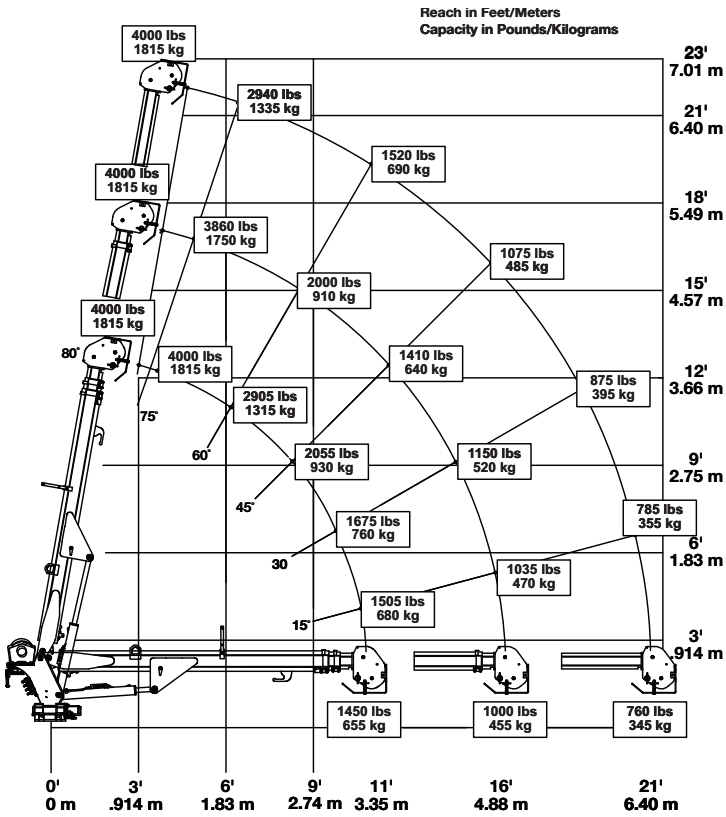 Reach in Feet/Meters
Capacity in Pounds/Kilograms
4000 lbs
1815 kg
23'
7.01 m
2940 lbs
1335 kg
21'
6.40 m
1520 lbs
690 kg
4000 lbs
1815 kg
18'
5.49 m
3860 lbs
1750 kg
1075 lbs
485 kg
2000 lbs
910 kg
15'
4.57 m
4000 lbs
1815 kg
80°
4000 lbs
1815 kg
1410 lbs
640 kg
12'
3.66 m
875 lbs
395 kg
75°
2905 lbs
1315 kg
60°
2055 lbs
930 kg
1150 lbs
520 kg
9'
2.75 m
45°
1675 lbs
760 kg
785 lbs
355 kg
6'
1.83 m
30
1035 lbs
470 kg
1505 lbs
680 kg
15°
3'
.914 m
1450 lbs
655 kg
1000 lbs
455 kg
760 lbs
345 kg
0'
0 m
3'
.914 m
6'
1.83 m
9'
2.74 m
11'
3.35 m
16'
4.88 m
21'
6.40 m